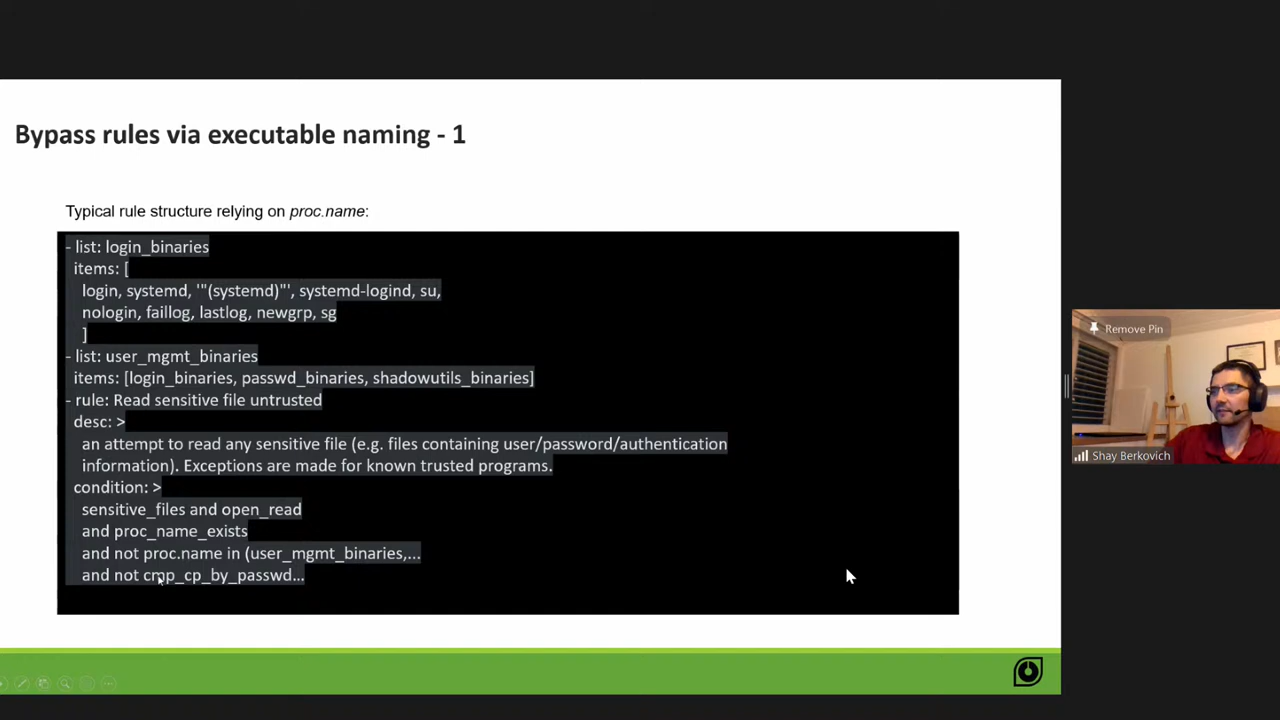 Bypass rules via executable naming - 1
Typical rule structure relying on proc.name:
- list: login_binaries
items: [
login, systemd, '"(systemd)"', systemd-logind, su,
nologin, faillog, lastlog, newgrp, sg
]
- list: user_mgmt_binaries
items: [login_binaries, passwd_binaries, shadowutils_binaries]
- rule: Read sensitive file untrusted
desc: >
an attempt to read any sensitive file (e.g. files containing user/password/authentication
information). Exceptions are made for known trusted programs.
condition: >
sensitive_files and open_read
and proc_name_exists
and not proc.name in (user_mgmt_binaries,...
and not cmp_cp_by_passwd...
Remove Pin
Shay Berkovich